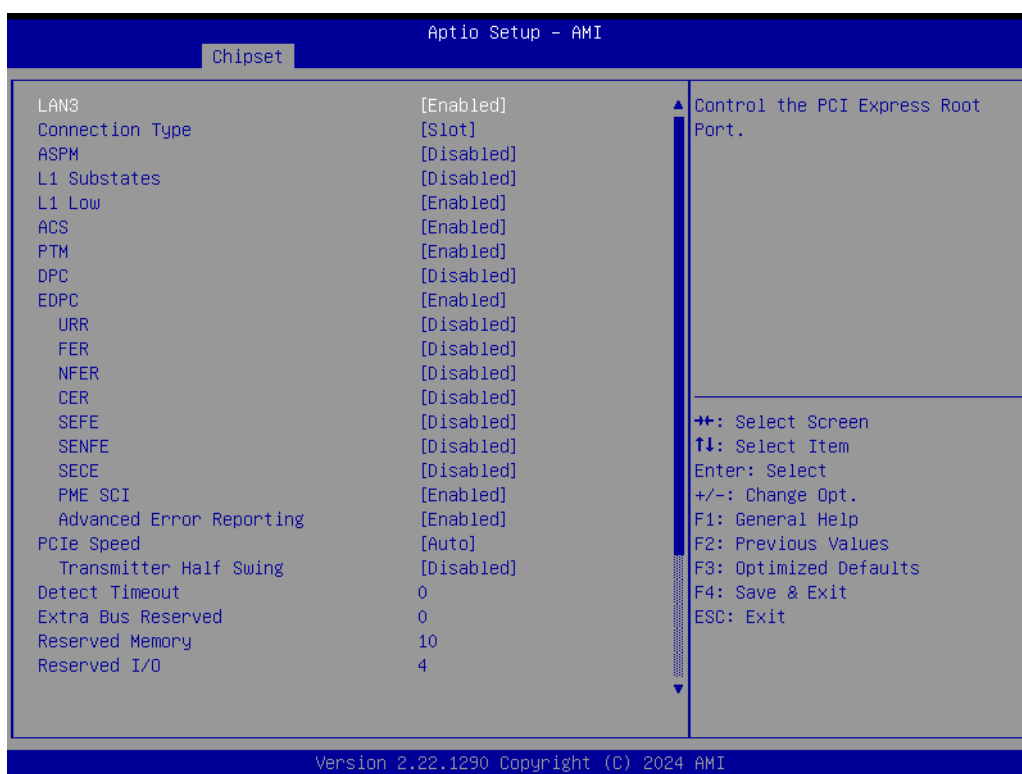 Aptio Setup - AMI
Chipset
LAN3 [Enabled]
Connection Type [Slot]
ASPM [Disabled]
L1 Substates [Disabled]
L1 Low [Enabled]
ACS [Enabled]
PTM [Enabled]
DPC [Disabled]
EDPC [Enabled]
URR [Disabled]
FER [Disabled]
NFER [Disabled]
CER [Disabled]
SEFE [Disabled]
SENFE [Disabled]
SECE [Disabled]
PME SCI [Enabled]
Advanced Error Reporting [Enabled]
PCIe Speed [Auto]
Transmitter Half Swing [Disabled]
Detect Timeout 0
Extra Bus Reserved 0
Reserved Memory 10
Reserved I/O 4
Control the PCI Express Root
Port.
→←: Select Screen
↑↓: Select Item
Enter: Select
+/-: Change Opt.
F1: General Help
F2: Previous Values
F3: Optimized Defaults
F4: Save & Exit
ESC: Exit
Version 2.22.1290 Copyright (C) 2024 AMI